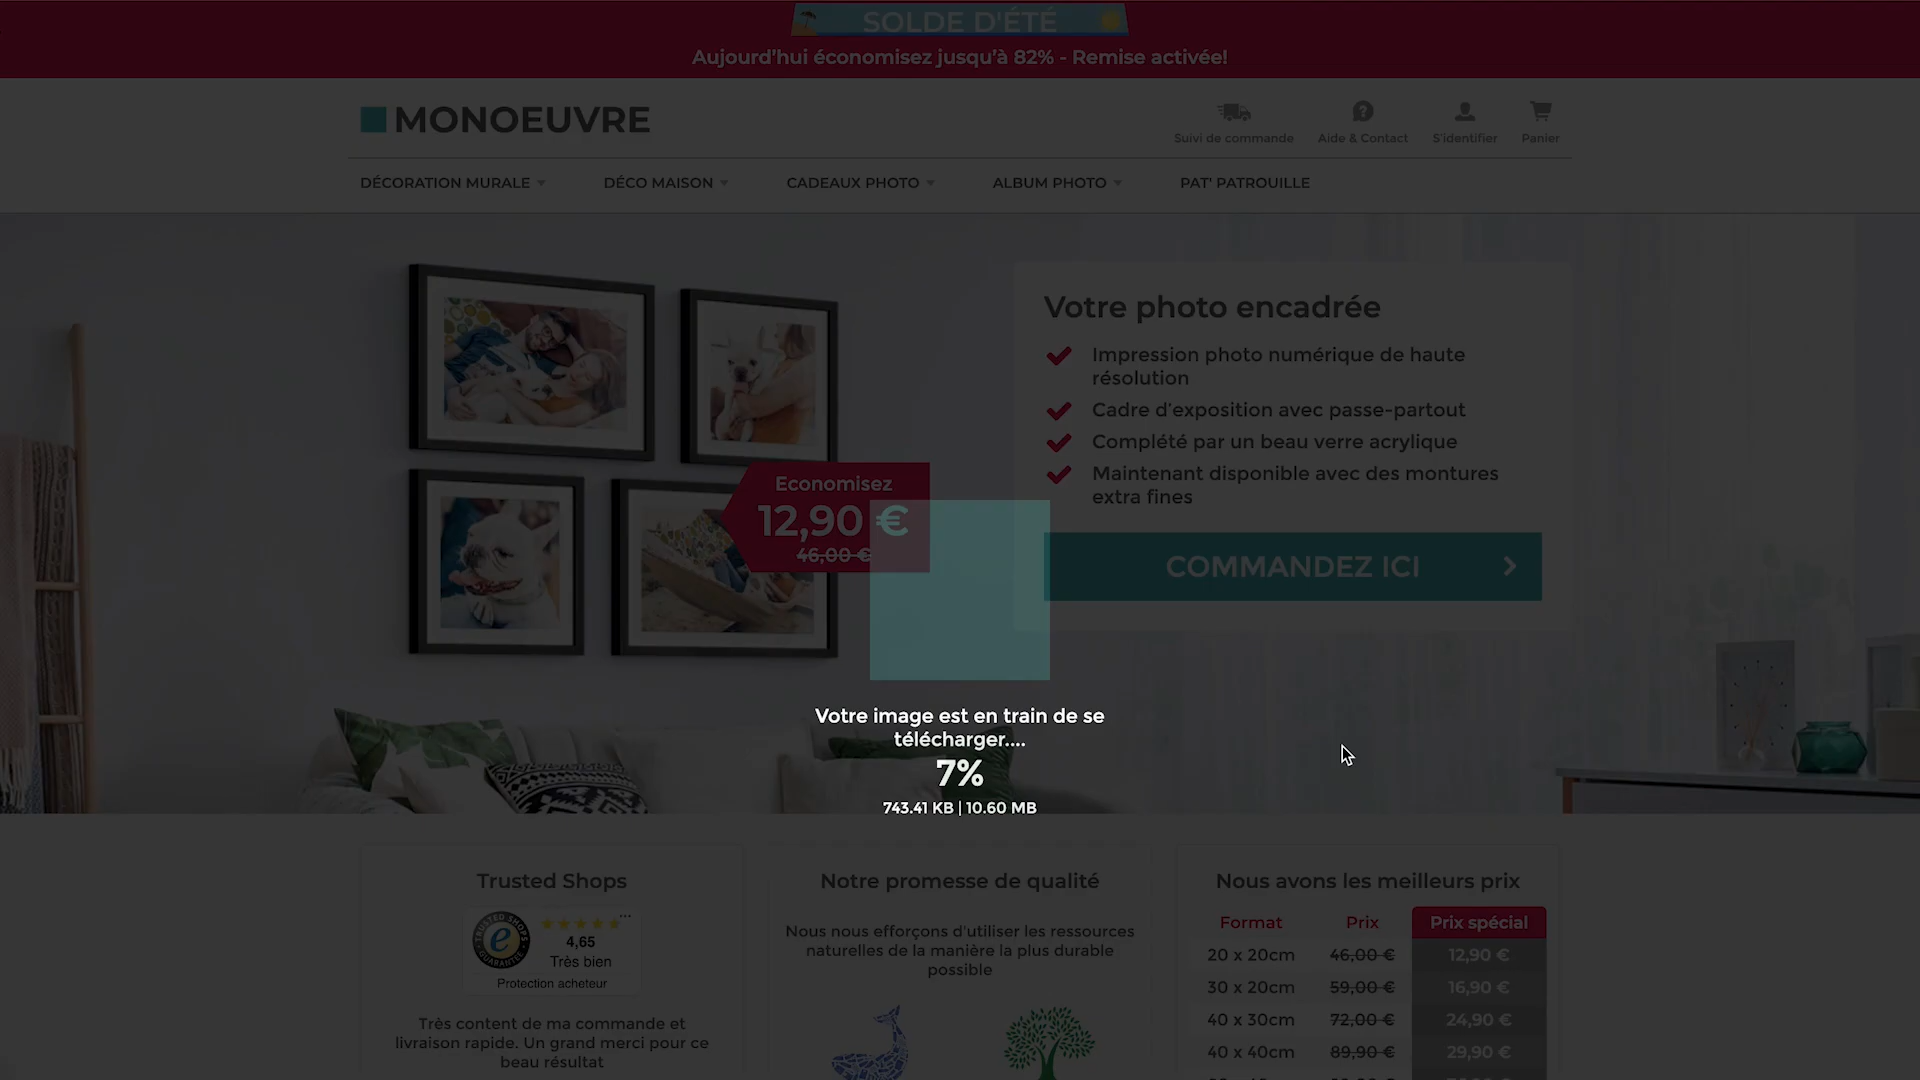 SOLDE D'ÉTÉ
Aujourd'hui économisez jusqu'à 82% - Remise activée!
MONOEUVRE
Suivi de commande
Aide & Contact
S'identifier
Panier
DÉCORATION MURALE
DÉCO MAISON
CADEAUX PHOTO
ALBUM PHOTO
PAT' PATROUILLE
Votre photo encadrée
Impression photo numérique de haute
résolution
Cadre d'exposition avec passe-partout
Complété par un beau verre acrylique
Maintenant disponible avec des montures
extra fines
COMMANDEZ ICI
Economisez
12,90 €
46,00 €
Votre image est en train de se
télécharger....
7%
743.41 KB | 10.60 MB
Trusted Shops
TRUSTED SHOPS
GUARANTEE
e
4,65
Très bien
Protection acheteur
Très content de ma commande et
livraison rapide. Un grand merci pour ce
beau résultat
Notre promesse de qualité
Nous nous efforçons d'utiliser les ressources
naturelles de la manière la plus durable
possible
Nous avons les meilleurs prix
Format Prix Prix spécial
20 x 20cm 46,00 € 12,90 €
30 x 20cm 59,00 € 16,90 €
40 x 30cm 72,00 € 24,90 €
40 x 40cm 89,90 € 29,90 €